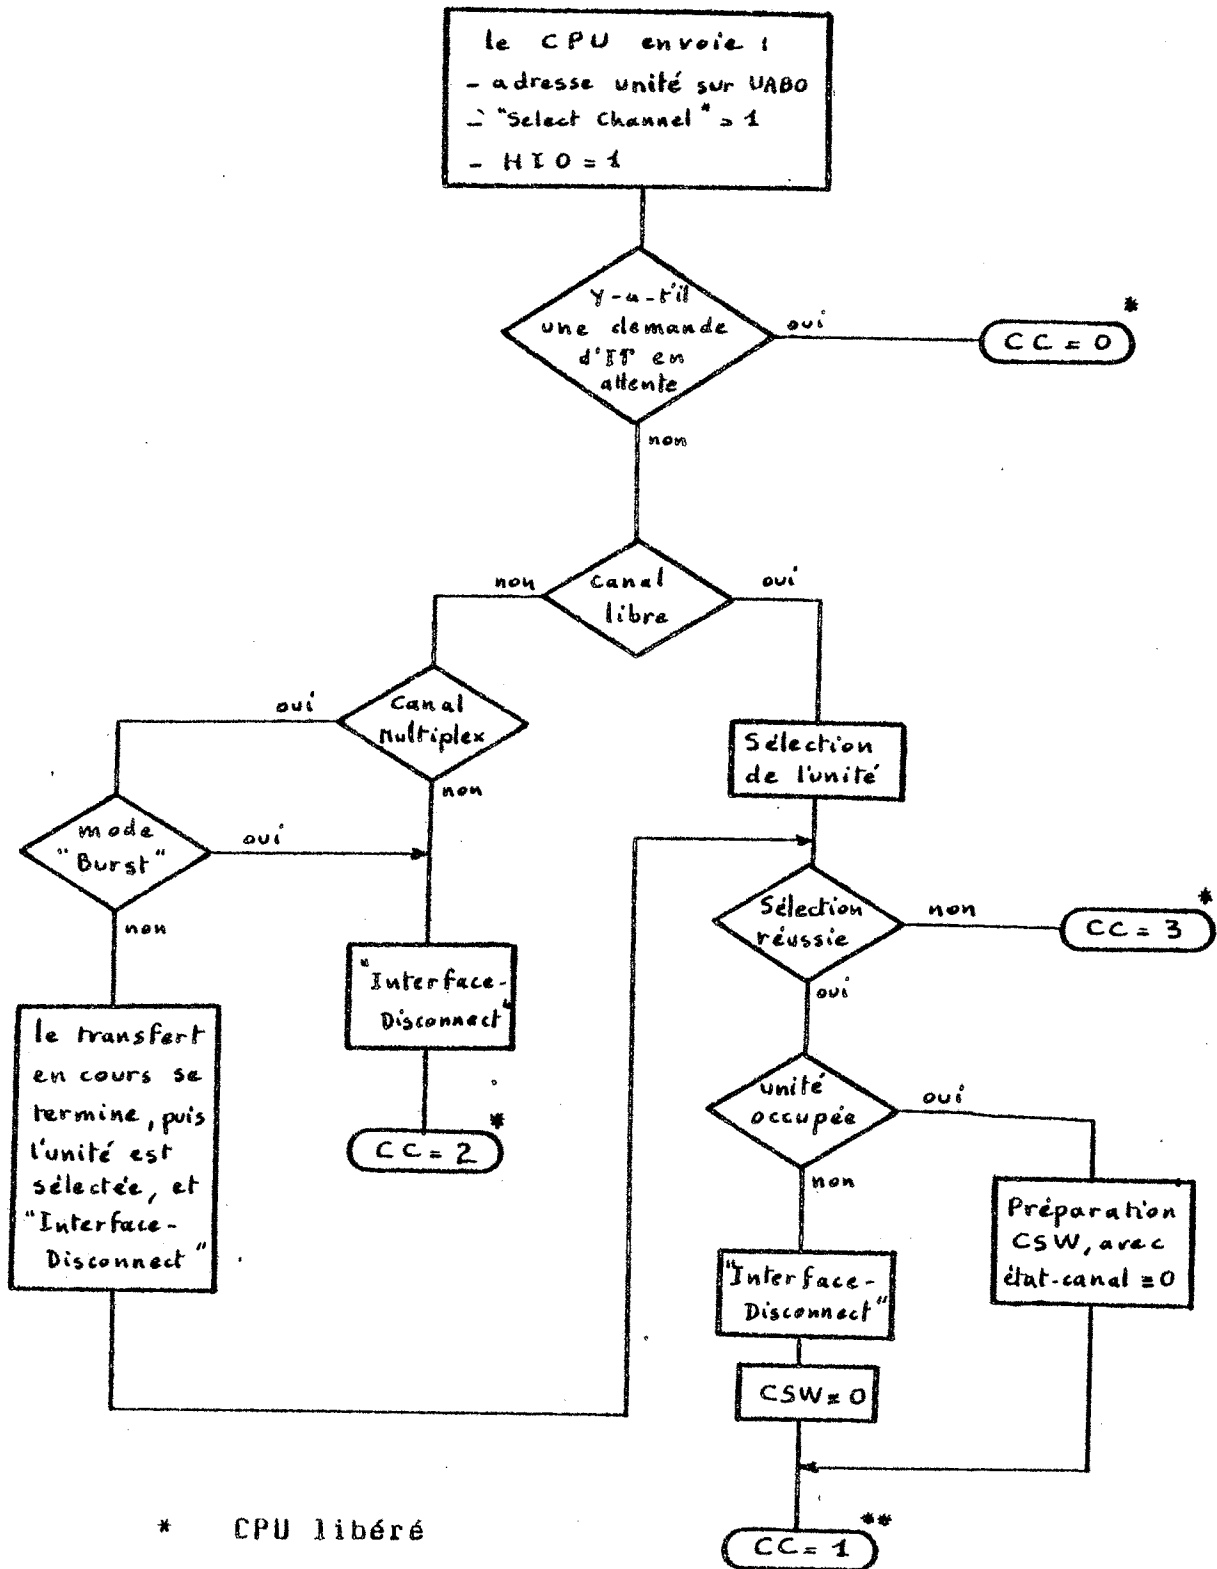 le CPU envoie :
- adresse unité sur UABO
- "Select Channel" = 1
- HIO = 1
Y-a-t'il
une demande
d'IT en
attente
oui
*
CC = 0
non
Canal
libre
non
oui
Canal
Multiplex
oui
non
Sélection
de l'unité
mode
"Burst"
oui
non
Sélection
réussie
non
*
CC = 3
oui
"Interface-
Disconnect"
*
CC = 2
le transfert
en cours se
termine, puis
l'unité est
sélectée, et
"Interface-
Disconnect"
unité
occupée
oui
non
Préparation
CSW, avec
état-canal = 0
"Interface-
Disconnect"
CSW = 0
**
CC = 1
* CPU libéré